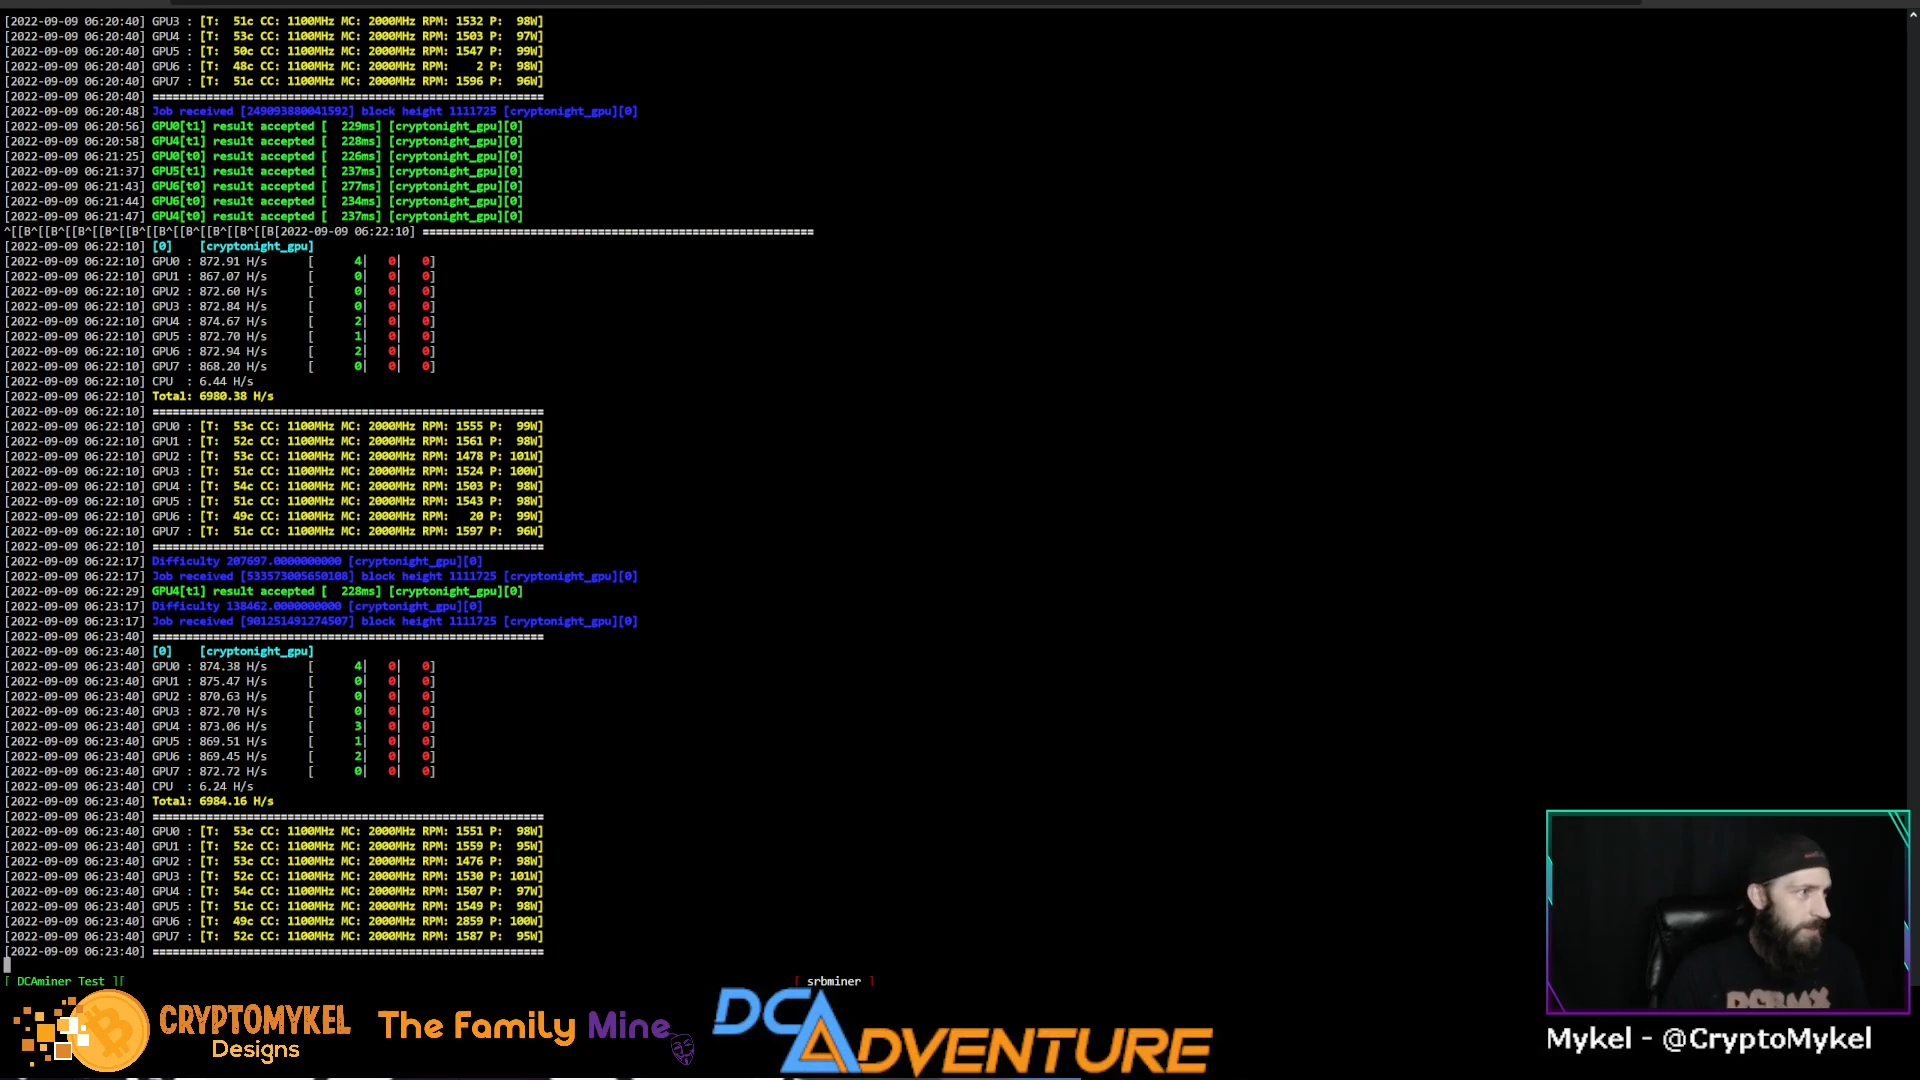 [2022-09-09 06:20:40] GPU3 : [T:  51c CC: 1100MHz MC: 2000MHz RPM: 1532 P:  98W]
[2022-09-09 06:20:40] GPU4 : [T:  53c CC: 1100MHz MC: 2000MHz RPM: 1503 P:  97W]
[2022-09-09 06:20:40] GPU5 : [T:  50c CC: 1100MHz MC: 2000MHz RPM: 1547 P:  99W]
[2022-09-09 06:20:40] GPU6 : [T:  48c CC: 1100MHz MC: 2000MHz RPM:    2 P:  98W]
[2022-09-09 06:20:40] GPU7 : [T:  51c CC: 1100MHz MC: 2000MHz RPM: 1596 P:  96W]
[2022-09-09 06:20:40] ==========================================================
[2022-09-09 06:20:48] Job received [249093880041592] block height 1111725 [cryptonight_gpu][0]
[2022-09-09 06:20:56] GPU0[t1] result accepted [  229ms] [cryptonight_gpu][0]
[2022-09-09 06:20:58] GPU4[t1] result accepted [  228ms] [cryptonight_gpu][0]
[2022-09-09 06:21:25] GPU0[t0] result accepted [  226ms] [cryptonight_gpu][0]
[2022-09-09 06:21:37] GPU5[t1] result accepted [  237ms] [cryptonight_gpu][0]
[2022-09-09 06:21:43] GPU6[t0] result accepted [  277ms] [cryptonight_gpu][0]
[2022-09-09 06:21:44] GPU6[t0] result accepted [  234ms] [cryptonight_gpu][0]
[2022-09-09 06:21:47] GPU4[t0] result accepted [  237ms] [cryptonight_gpu][0]
^[[B^[[B^[[B^[[B^[[B^[[B^[[B^[[B^[[B^[[B[2022-09-09 06:22:10] ==========================================================
[2022-09-09 06:22:10] [0]    [cryptonight_gpu]
[2022-09-09 06:22:10] GPU0 : 872.91 H/s      [      4|   0|   0]
[2022-09-09 06:22:10] GPU1 : 867.07 H/s      [      0|   0|   0]
[2022-09-09 06:22:10] GPU2 : 872.60 H/s      [      0|   0|   0]
[2022-09-09 06:22:10] GPU3 : 872.84 H/s      [      0|   0|   0]
[2022-09-09 06:22:10] GPU4 : 874.67 H/s      [      2|   0|   0]
[2022-09-09 06:22:10] GPU5 : 872.70 H/s      [      1|   0|   0]
[2022-09-09 06:22:10] GPU6 : 872.94 H/s      [      2|   0|   0]
[2022-09-09 06:22:10] GPU7 : 868.20 H/s      [      0|   0|   0]
[2022-09-09 06:22:10] CPU  : 6.44 H/s
[2022-09-09 06:22:10] Total: 6980.38 H/s
[2022-09-09 06:22:10] ==========================================================
[2022-09-09 06:22:10] GPU0 : [T:  53c CC: 1100MHz MC: 2000MHz RPM: 1555 P:  99W]
[2022-09-09 06:22:10] GPU1 : [T:  52c CC: 1100MHz MC: 2000MHz RPM: 1561 P:  98W]
[2022-09-09 06:22:10] GPU2 : [T:  53c CC: 1100MHz MC: 2000MHz RPM: 1478 P: 101W]
[2022-09-09 06:22:10] GPU3 : [T:  51c CC: 1100MHz MC: 2000MHz RPM: 1524 P: 100W]
[2022-09-09 06:22:10] GPU4 : [T:  54c CC: 1100MHz MC: 2000MHz RPM: 1503 P:  98W]
[2022-09-09 06:22:10] GPU5 : [T:  51c CC: 1100MHz MC: 2000MHz RPM: 1543 P:  98W]
[2022-09-09 06:22:10] GPU6 : [T:  49c CC: 1100MHz MC: 2000MHz RPM:   20 P:  99W]
[2022-09-09 06:22:10] GPU7 : [T:  51c CC: 1100MHz MC: 2000MHz RPM: 1597 P:  96W]
[2022-09-09 06:22:10] ==========================================================
[2022-09-09 06:22:17] Difficulty 207697.0000000000 [cryptonight_gpu][0]
[2022-09-09 06:22:17] Job received [533573005650108] block height 1111725 [cryptonight_gpu][0]
[2022-09-09 06:22:29] GPU4[t1] result accepted [  228ms] [cryptonight_gpu][0]
[2022-09-09 06:23:17] Difficulty 138462.0000000000 [cryptonight_gpu][0]
[2022-09-09 06:23:17] Job received [901251491274507] block height 1111725 [cryptonight_gpu][0]
[2022-09-09 06:23:40] ==========================================================
[2022-09-09 06:23:40] [0]    [cryptonight_gpu]
[2022-09-09 06:23:40] GPU0 : 874.38 H/s      [      4|   0|   0]
[2022-09-09 06:23:40] GPU1 : 875.47 H/s      [      0|   0|   0]
[2022-09-09 06:23:40] GPU2 : 870.63 H/s      [      0|   0|   0]
[2022-09-09 06:23:40] GPU3 : 872.70 H/s      [      0|   0|   0]
[2022-09-09 06:23:40] GPU4 : 873.06 H/s      [      3|   0|   0]
[2022-09-09 06:23:40] GPU5 : 869.51 H/s      [      1|   0|   0]
[2022-09-09 06:23:40] GPU6 : 869.45 H/s      [      2|   0|   0]
[2022-09-09 06:23:40] GPU7 : 872.72 H/s      [      0|   0|   0]
[2022-09-09 06:23:40] CPU  : 6.24 H/s
[2022-09-09 06:23:40] Total: 6984.16 H/s
[2022-09-09 06:23:40] ==========================================================
[2022-09-09 06:23:40] GPU0 : [T:  53c CC: 1100MHz MC: 2000MHz RPM: 1551 P:  98W]
[2022-09-09 06:23:40] GPU1 : [T:  52c CC: 1100MHz MC: 2000MHz RPM: 1559 P:  95W]
[2022-09-09 06:23:40] GPU2 : [T:  53c CC: 1100MHz MC: 2000MHz RPM: 1476 P:  98W]
[2022-09-09 06:23:40] GPU3 : [T:  52c CC: 1100MHz MC: 2000MHz RPM: 1530 P: 101W]
[2022-09-09 06:23:40] GPU4 : [T:  54c CC: 1100MHz MC: 2000MHz RPM: 1507 P:  97W]
[2022-09-09 06:23:40] GPU5 : [T:  51c CC: 1100MHz MC: 2000MHz RPM: 1549 P:  98W]
[2022-09-09 06:23:40] GPU6 : [T:  49c CC: 1100MHz MC: 2000MHz RPM: 2859 P: 100W]
[2022-09-09 06:23:40] GPU7 : [T:  52c CC: 1100MHz MC: 2000MHz RPM: 1587 P:  95W]
[2022-09-09 06:23:40] ==========================================================
[ DCAminer Test ][
[ srbminer ]
CRYPTOMYKEL
Designs
The Family Mine
DCADVENTURE
Mykel - @CryptoMykel